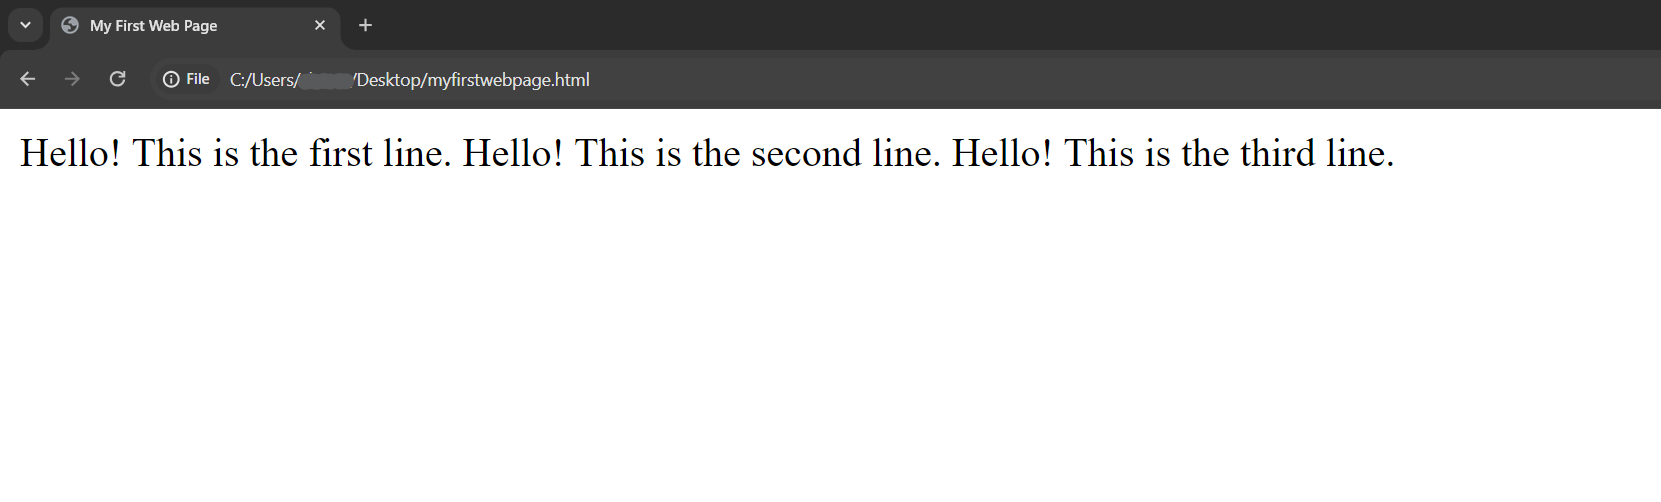 My First Web Page
File C:/Users/ /Desktop/myfirstwebpage.html
Hello! This is the first line. Hello! This is the second line. Hello! This is the third line.